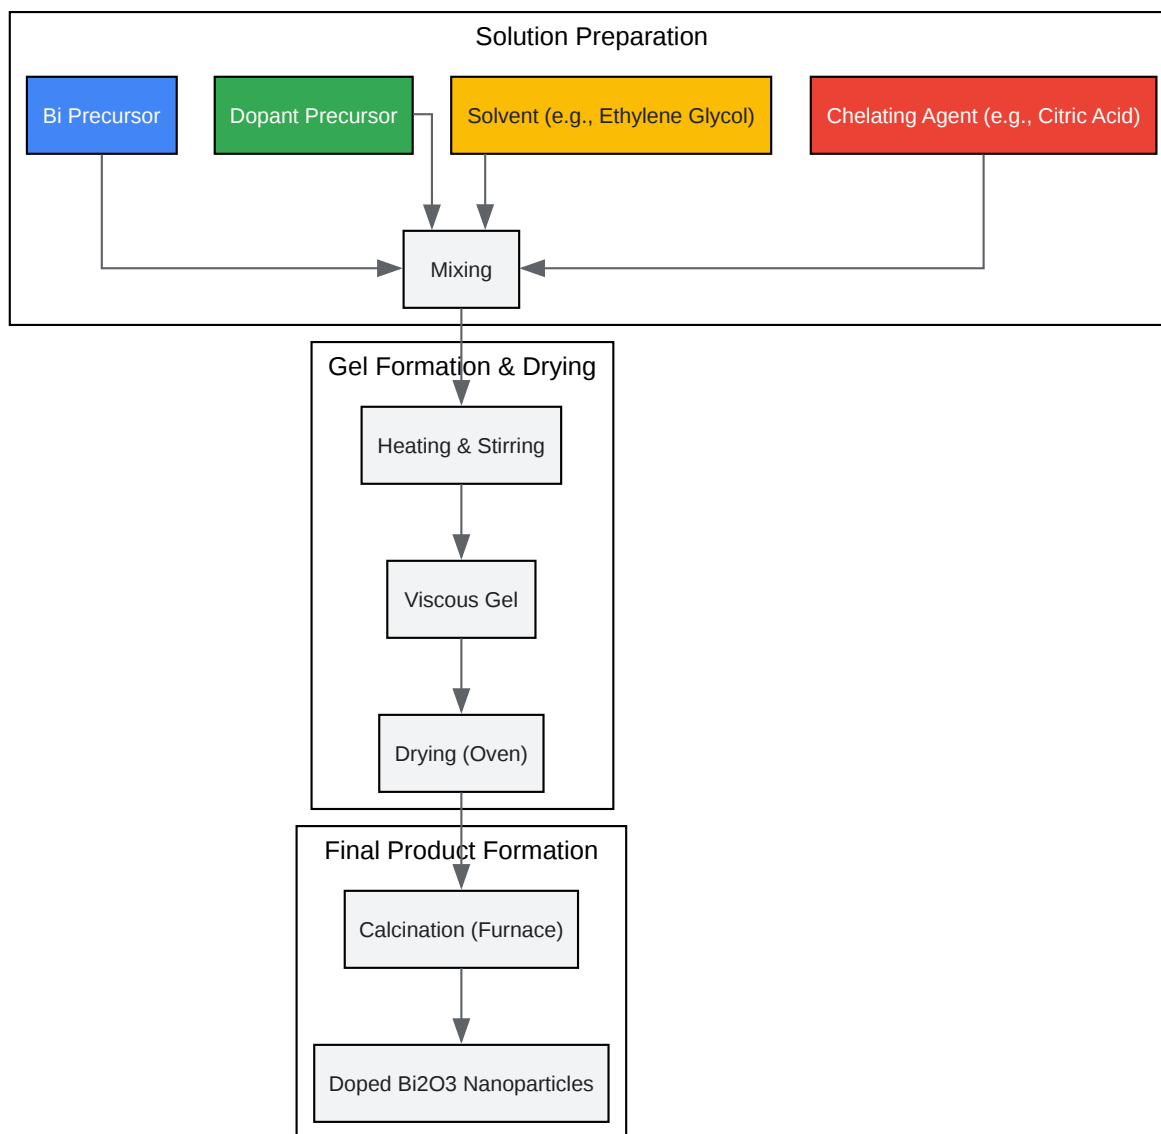 Solution Preparation
Bi Precursor
Dopant Precursor
Solvent (e.g., Ethylene Glycol)
Chelating Agent (e.g., Citric Acid)
Mixing
Gel Formation & Drying
Heating & Stirring
Viscous Gel
Drying (Oven)
Final Product Formation
Calcination (Furnace)
Doped Bi2O3 Nanoparticles